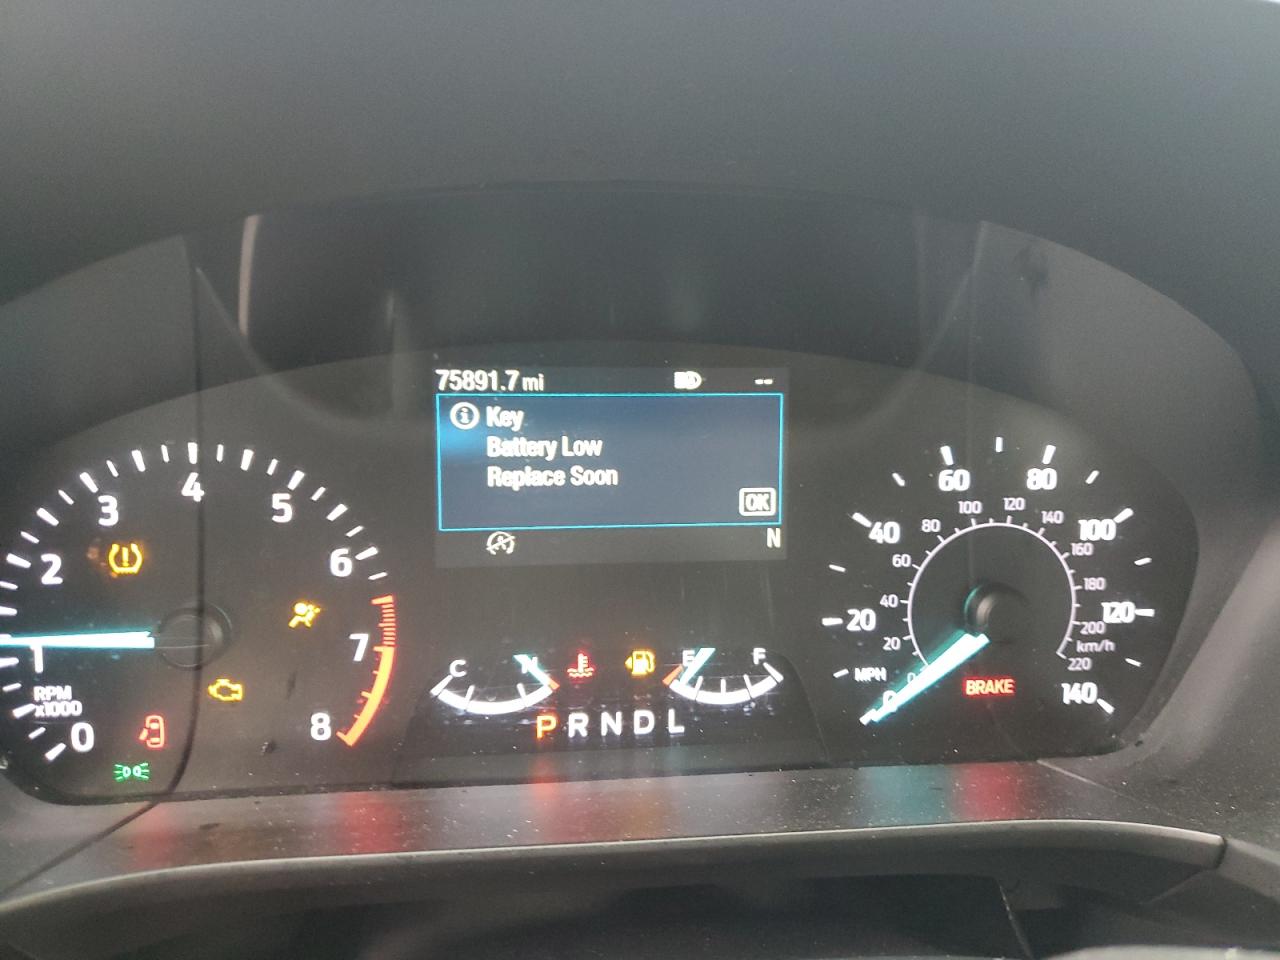 75891.7 mi --
Key
Battery Low
Replace Soon
OK
N
0 1 2 3 4 5 6 7 8
RPM
x1000
C H
E F
PRNDL
0 20 40 60 80 100 120 140
MPH
0 20 40 60 80 100 120 140 160 180 200 220
km/h
BRAKE